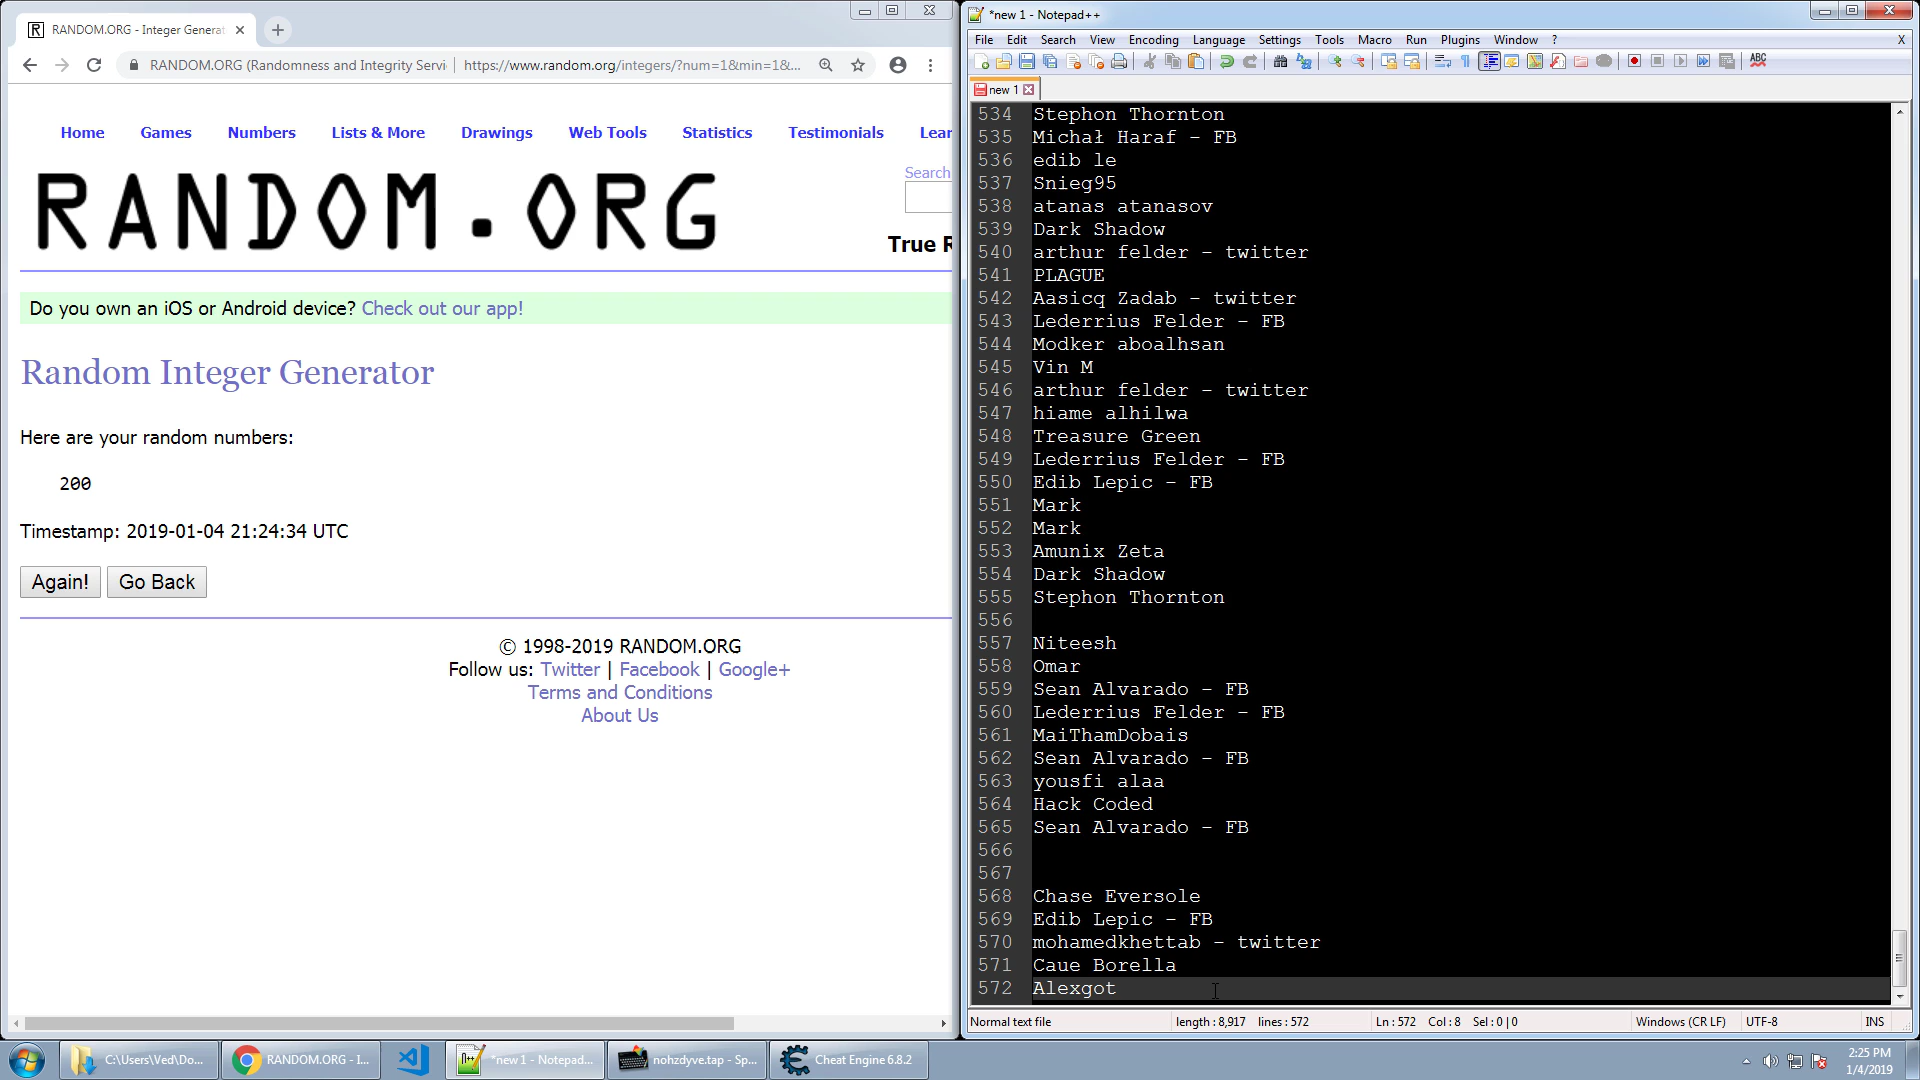 RANDOM.ORG - Integer Generat
RANDOM.ORG (Randomness and Integrity Servi
https://www.random.org/integers/?num=1&min=1&...
Home Games Numbers Lists & More Drawings Web Tools Statistics Testimonials Lear
RANDOM.ORG
Search
True R
Do you own an iOS or Android device? Check out our app!
Random Integer Generator
Here are your random numbers:
200
Timestamp: 2019-01-04 21:24:34 UTC
Again! Go Back
© 1998-2019 RANDOM.ORG
Follow us: Twitter | Facebook | Google+
Terms and Conditions
About Us
*new 1 - Notepad++
File Edit Search View Encoding Language Settings Tools Macro Run Plugins Window ? X
ABC
new 1
534 Stephon Thornton
535 Michał Haraf - FB
536 edib le
537 Snieg95
538 atanas atanasov
539 Dark Shadow
540 arthur felder - twitter
541 PLAGUE
542 Aasicq Zadab - twitter
543 Lederrius Felder - FB
544 Modker aboalhsan
545 Vin M
546 arthur felder - twitter
547 hiame alhilwa
548 Treasure Green
549 Lederrius Felder - FB
550 Edib Lepic - FB
551 Mark
552 Mark
553 Amunix Zeta
554 Dark Shadow
555 Stephon Thornton
556
557 Niteesh
558 Omar
559 Sean Alvarado - FB
560 Lederrius Felder - FB
561 MaiThamDobais
562 Sean Alvarado - FB
563 yousfi alaa
564 Hack Coded
565 Sean Alvarado - FB
566
567
568 Chase Eversole
569 Edib Lepic - FB
570 mohamedkhettab - twitter
571 Caue Borella
572 Alexgot
Normal text file length : 8,917 lines : 572 Ln : 572 Col : 8 Sel : 0 | 0 Windows (CR LF) UTF-8 INS
C:\Users\Ved\Do... RANDOM.ORG - I... *new 1 - Notepad... nohzdyve.tap - Sp... Cheat Engine 6.8.2
2:25 PM
1/4/2019